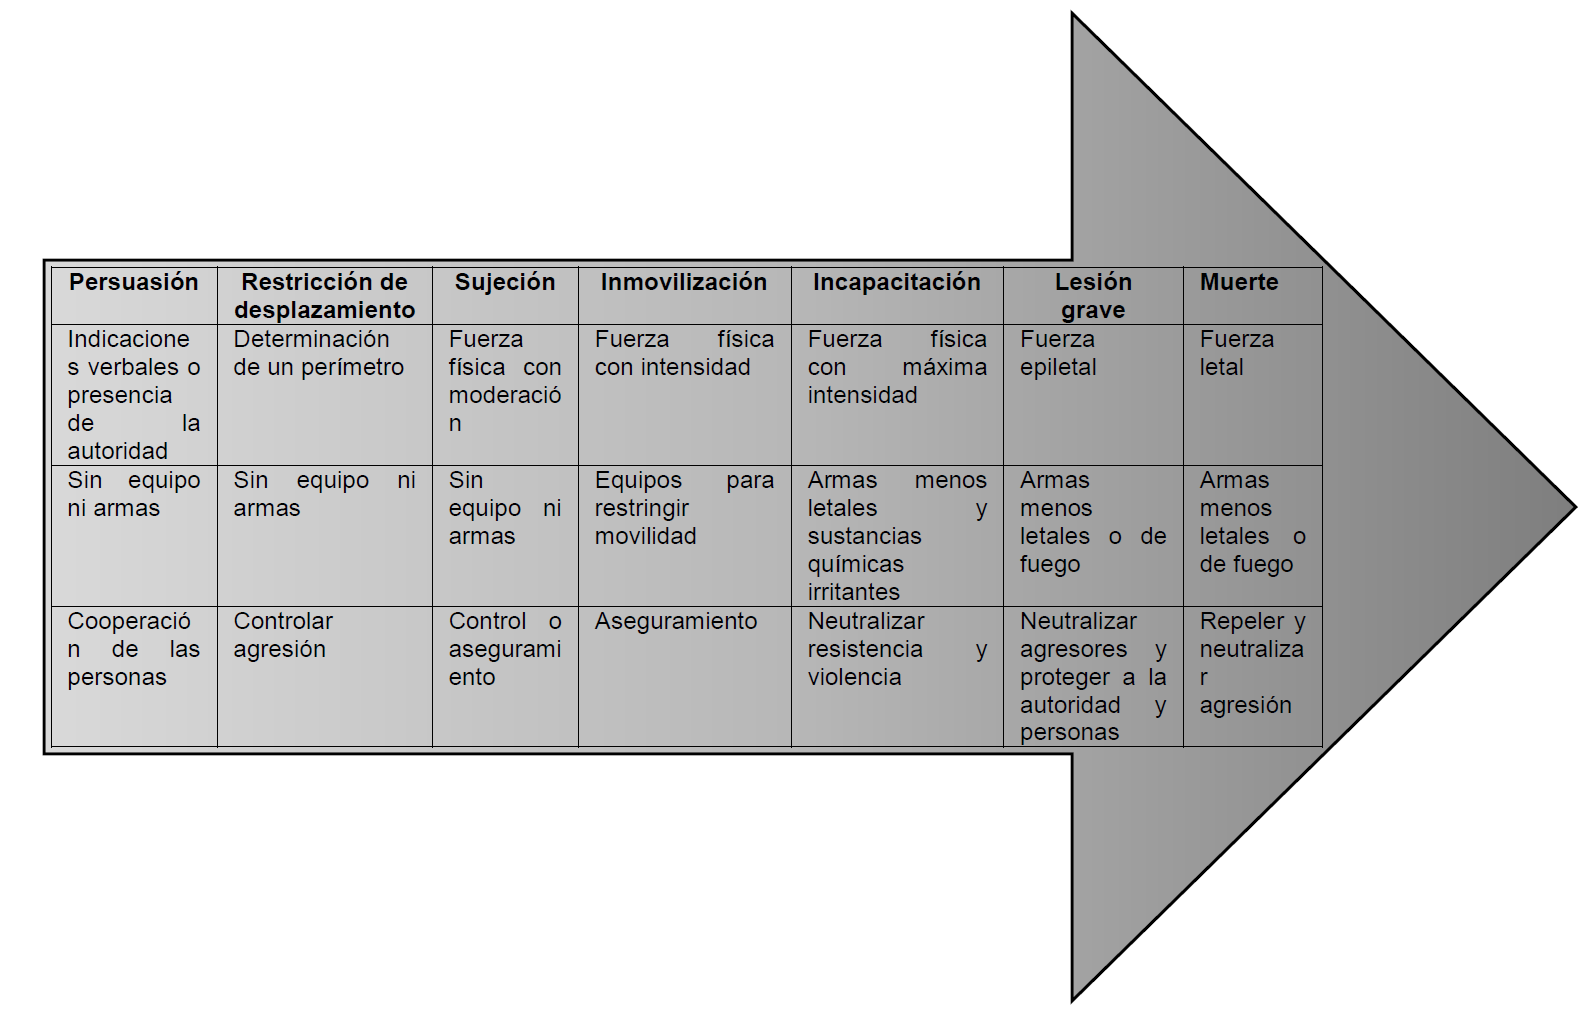 Persuasión
Restricción de
desplazamiento
Sujeción
Inmovilización
Incapacitación
Lesión
grave
Muerte
Indicacione
s verbales o
presencia
de la
autoridad
Determinación
de un perímetro
Fuerza
física con
moderació
n
Fuerza física
con intensidad
Fuerza física
con máxima
intensidad
Fuerza
epiletal
Fuerza
letal
Sin equipo
ni armas
Sin equipo ni
armas
Sin
equipo ni
armas
Equipos para
restringir
movilidad
Armas menos
letales y
sustancias
químicas
irritantes
Armas
menos
letales o de
fuego
Armas
menos
letales o
de fuego
Cooperació
n de las
personas
Controlar
agresión
Control o
asegurami
ento
Aseguramiento
Neutralizar
resistencia y
violencia
Neutralizar
agresores y
proteger a la
autoridad y
personas
Repeler y
neutraliza
r
agresión